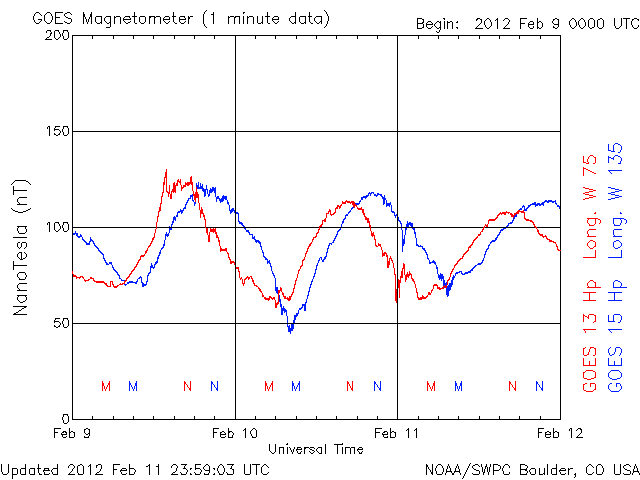 GOES Magnetometer (1 minute data)
Begin: 2012 Feb 9 0000 UTC
200
150
100
50
0
NanoTesla (nT)
M M N N M M N N M M N N
Feb 9 Feb 10 Feb 11 Feb 12
Universal Time
GOES 13 Hp Long. W 75
GOES 15 Hp Long. W 135
Updated 2012 Feb 11 23:59:03 UTC
NOAA/SWPC Boulder, CO USA